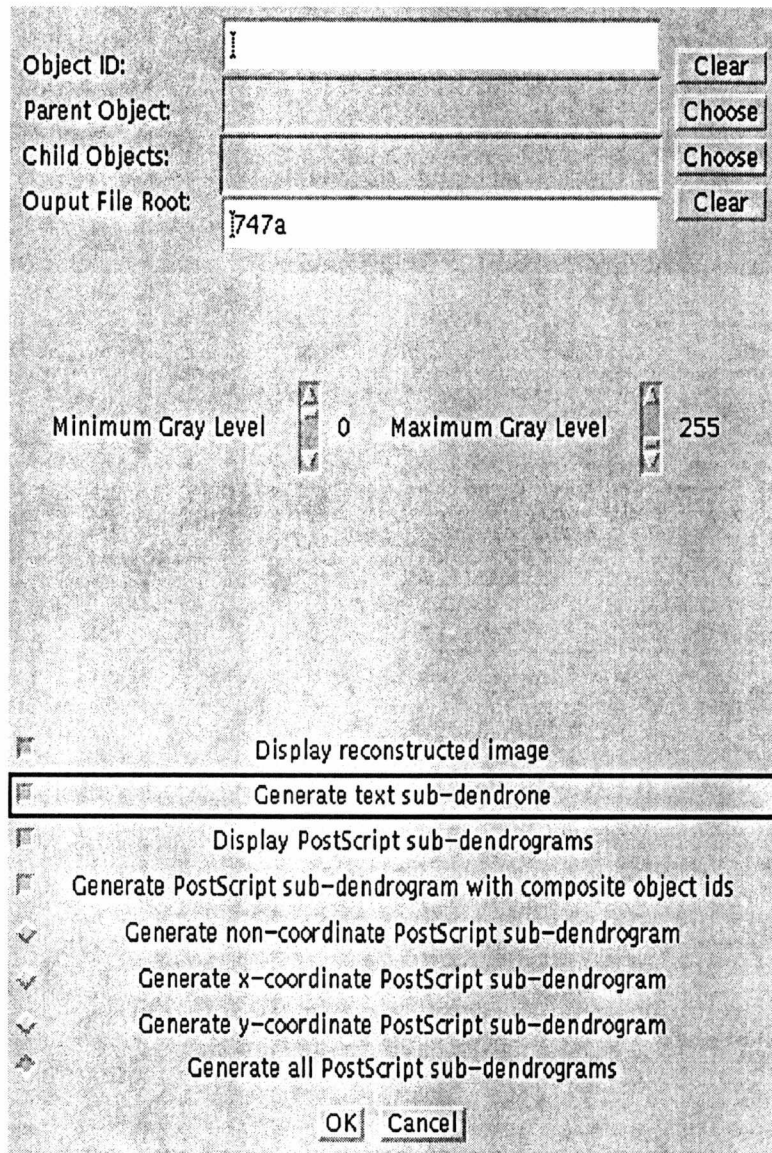 Object ID: Clear
Parent Object: Choose
Child Objects: Choose
Ouput File Root: 747a Clear
Minimum Gray Level 0 Maximum Gray Level 255
Display reconstructed image
Generate text sub-dendrone
Display PostScript sub-dendrograms
Generate PostScript sub-dendrogram with composite object ids
Generate non-coordinate PostScript sub-dendrogram
Generate x-coordinate PostScript sub-dendrogram
Generate y-coordinate PostScript sub-dendrogram
Generate all PostScript sub-dendrograms
OK Cancel